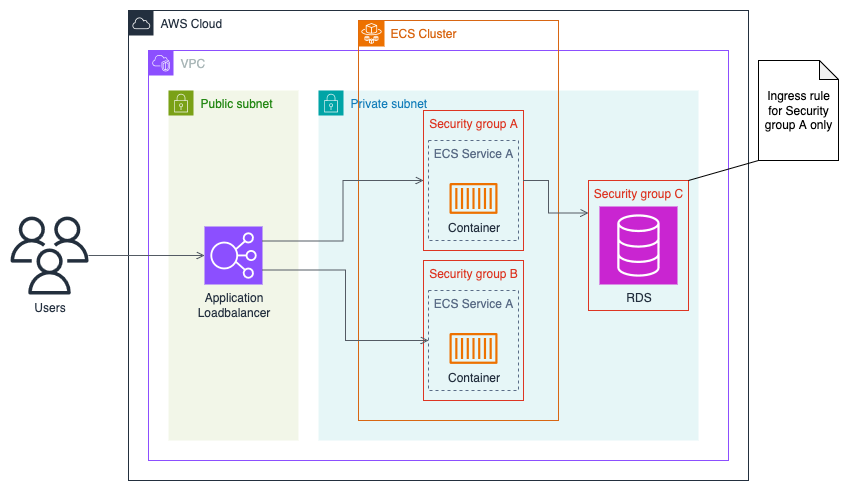 AWS Cloud
ECS Cluster
VPC
Public subnet
Private subnet
Ingress rule
for Security
group A only
Security group A
ECS Service A
Container
Security group C
RDS
Users
Application
Loadbalancer
Security group B
ECS Service A
Container